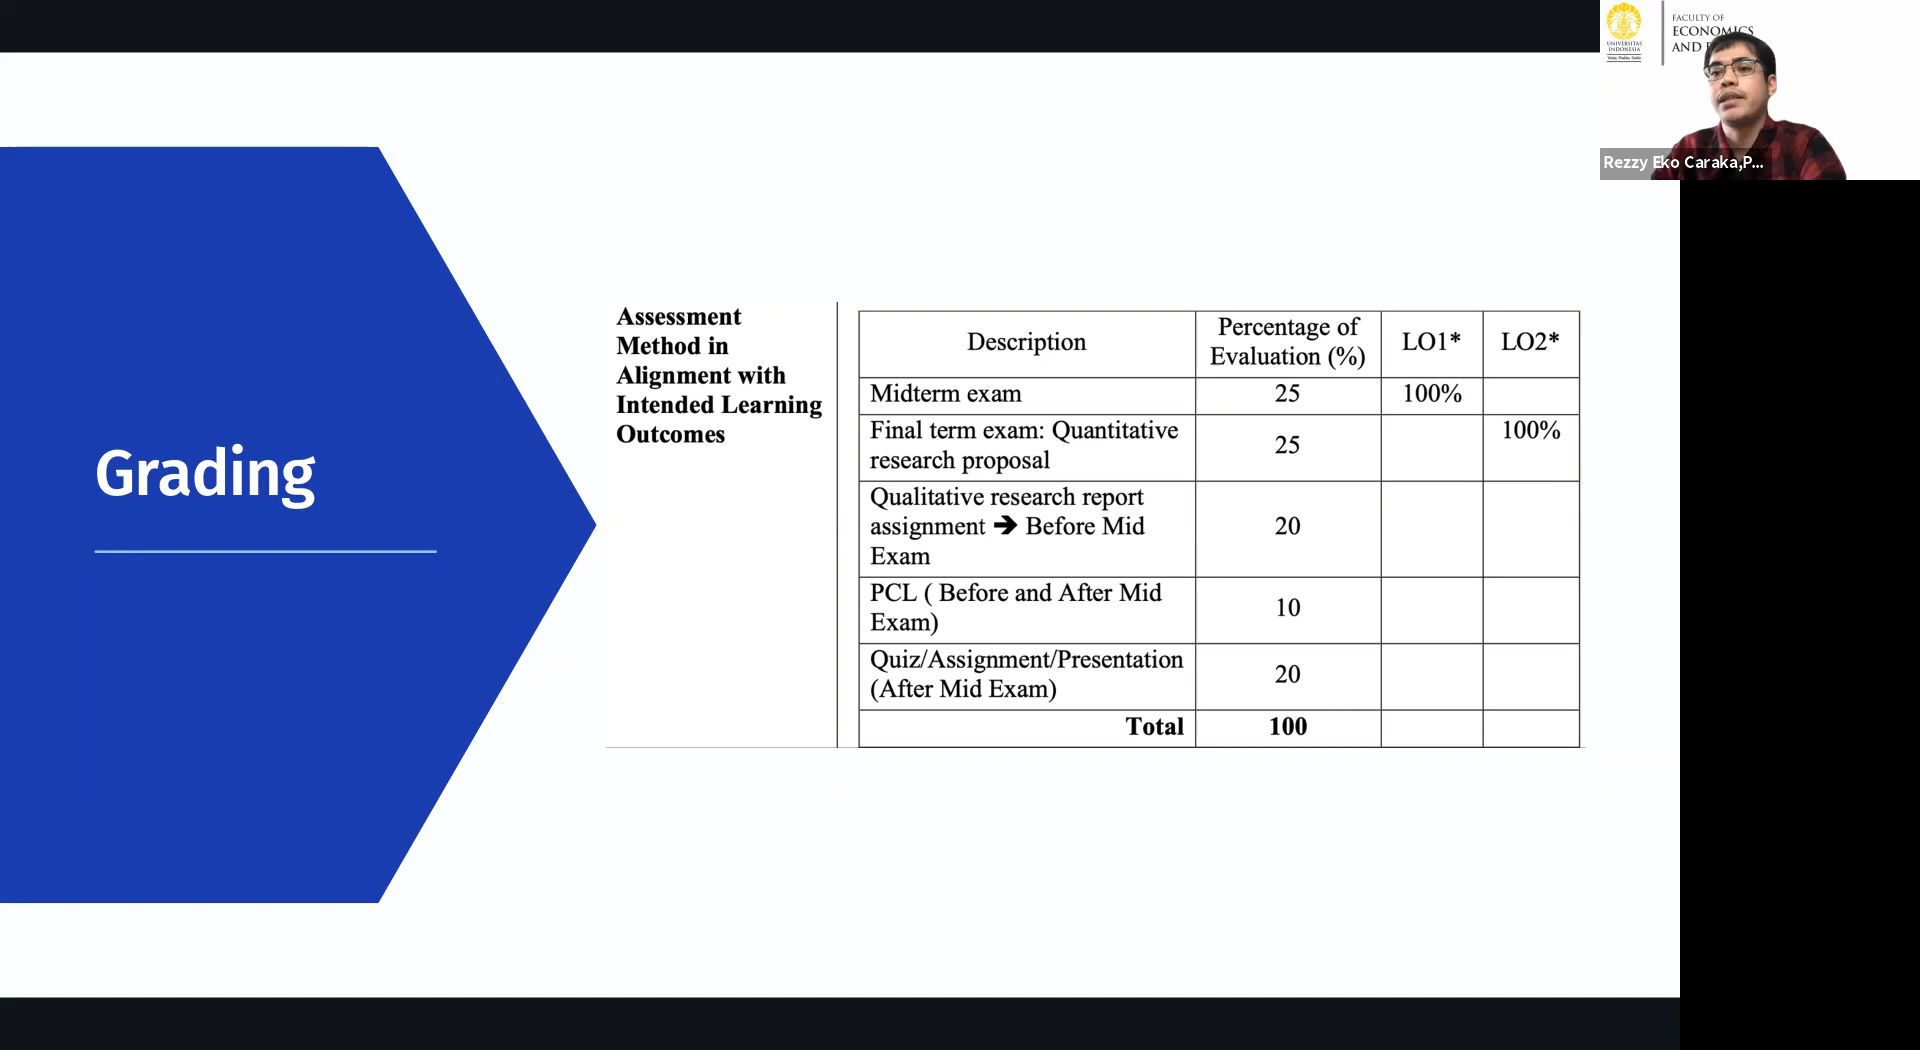 UNIVERSITAS
INDONESIA
FACULTY OF
ECONOMICS
AND
Rezzy Eko Caraka,P...
Grading
Assessment
Method in
Alignment with
Intended Learning
Outcomes
Description
Percentage of
Evaluation (%)
LO1*
LO2*
Midterm exam
25
100%
Final term exam: Quantitative
research proposal
25
100%
Qualitative research report
assignment ➔ Before Mid
Exam
20
PCL ( Before and After Mid
Exam)
10
Quiz/Assignment/Presentation
(After Mid Exam)
20
Total
100